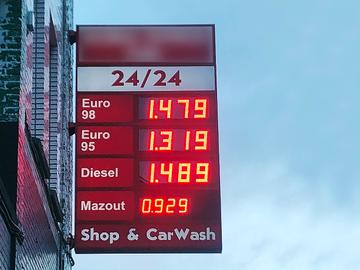 24/24
Euro 98 1.479
Euro 95 1.319
Diesel 1.489
Mazout 0.929
Shop & CarWash